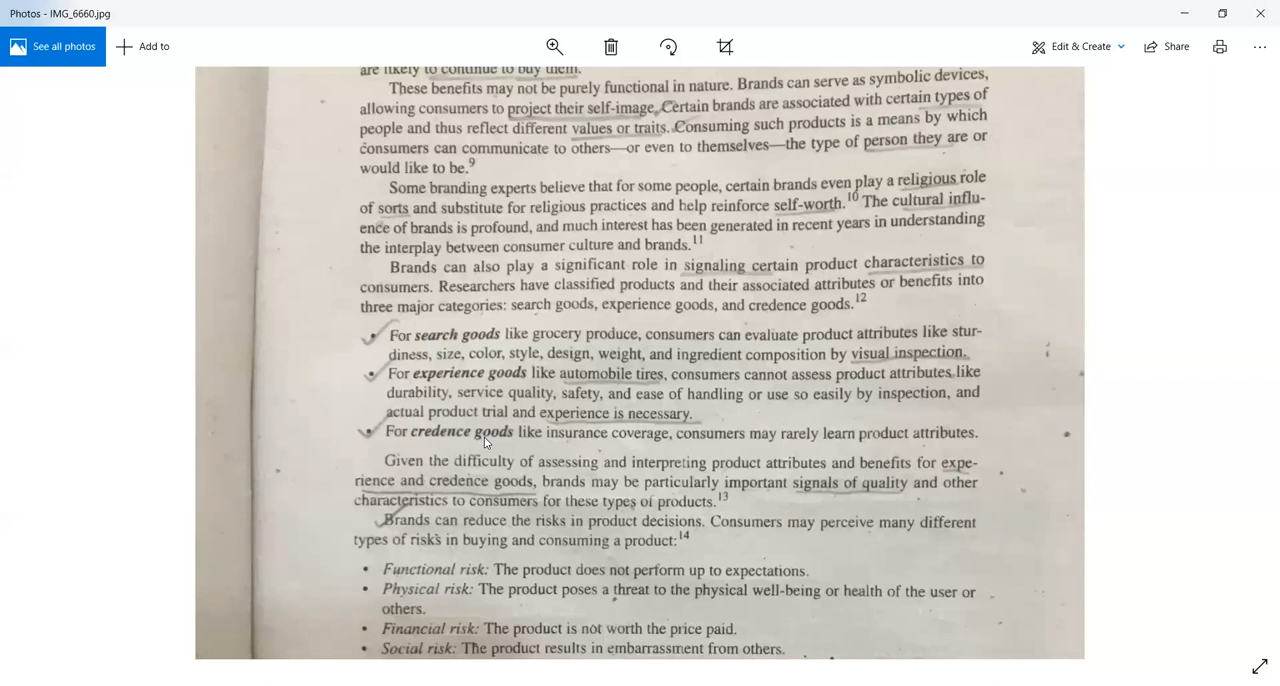 Photos - IMG_6660.jpg
See all photos
Add to
Edit & Create
Share
are likely to continue to buy them.
These benefits may not be purely functional in nature. Brands can serve as symbolic devices,
allowing consumers to project their self-image. Certain brands are associated with certain types of
people and thus reflect different values or traits. Consuming such products is a means by which
consumers can communicate to others—or even to themselves—the type of person they are or
would like to be.9
Some branding experts believe that for some people, certain brands even play a religious role
of sorts and substitute for religious practices and help reinforce self-worth.10 The cultural influ-
ence of brands is profound, and much interest has been generated in recent years in understanding
the interplay between consumer culture and brands.11
Brands can also play a significant role in signaling certain product characteristics to
consumers. Researchers have classified products and their associated attributes or benefits into
three major categories: search goods, experience goods, and credence goods.12
• For search goods like grocery produce, consumers can evaluate product attributes like stur-
diness, size, color, style, design, weight, and ingredient composition by visual inspection.
• For experience goods like automobile tires, consumers cannot assess product attributes like
durability, service quality, safety, and ease of handling or use so easily by inspection, and
actual product trial and experience is necessary.
• For credence goods like insurance coverage, consumers may rarely learn product attributes.
Given the difficulty of assessing and interpreting product attributes and benefits for expe-
rience and credence goods, brands may be particularly important signals of quality and other
characteristics to consumers for these types of products.13
Brands can reduce the risks in product decisions. Consumers may perceive many different
types of risks in buying and consuming a product:14
• Functional risk: The product does not perform up to expectations.
• Physical risk: The product poses a threat to the physical well-being or health of the user or
others.
• Financial risk: The product is not worth the price paid.
• Social risk: The product results in embarrassment from others.